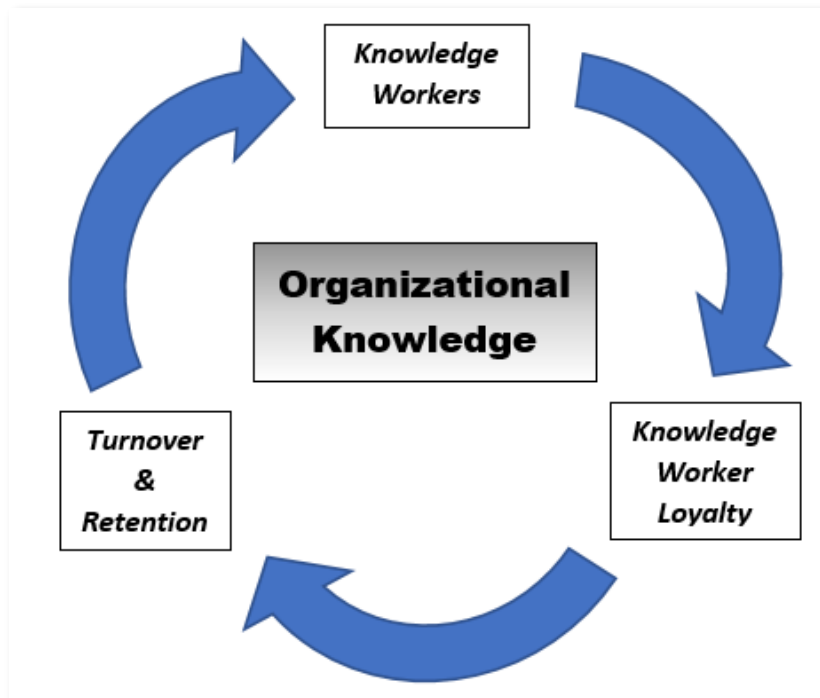 Knowledge
Workers
Organizational
Knowledge
Turnover
&
Retention
Knowledge
Worker
Loyalty